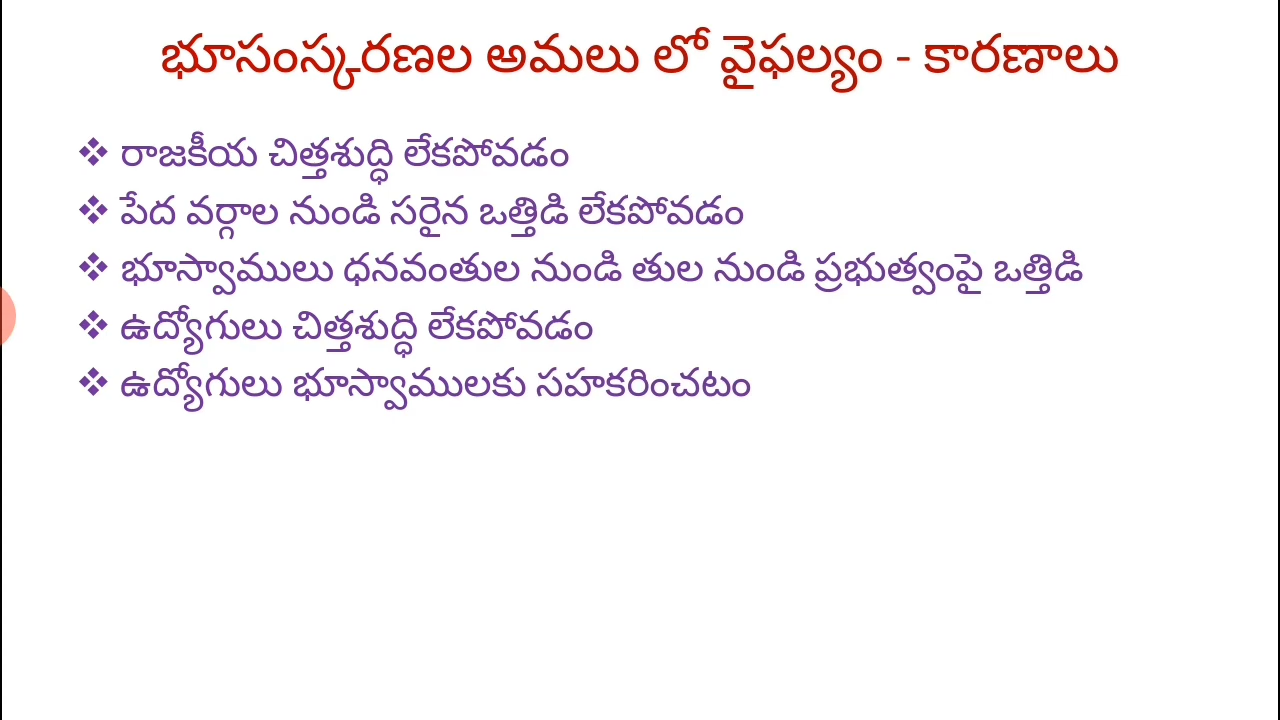 భూసంస్కరణల అమలు లో వైఫల్యం - కారణాలు
❖ రాజకీయ చిత్తశుద్ధి లేకపోవడం
❖ పేద వర్గాల నుండి సరైన ఒత్తిడి లేకపోవడం
❖ భూస్వాములు ధనవంతుల నుండి తుల నుండి ప్రభుత్వంపై ఒత్తిడి
❖ ఉద్యోగులు చిత్తశుద్ధి లేకపోవడం
❖ ఉద్యోగులు భూస్వాములకు సహకరించటం